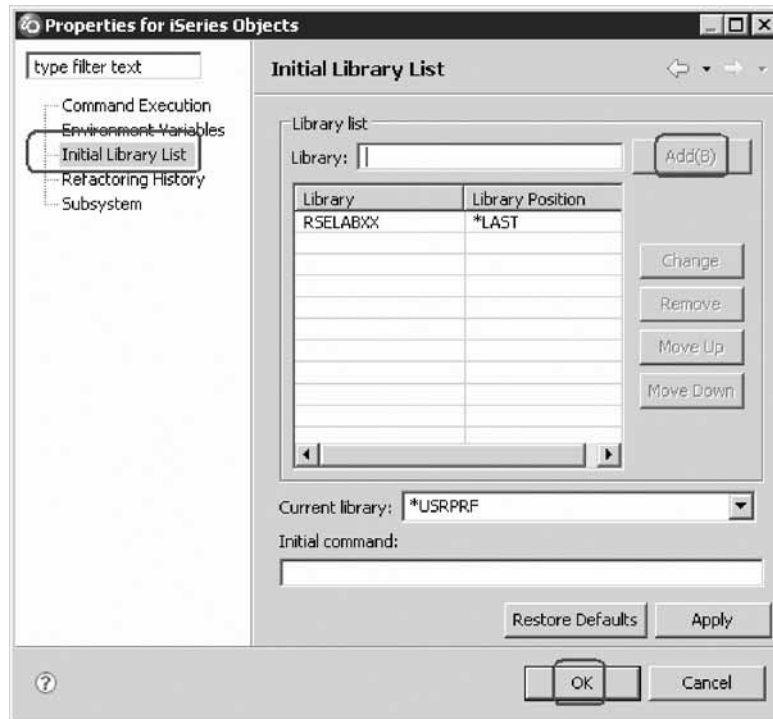 Properties for iSeries Objects
type filter text
Command Execution
Environment Variables
Initial Library List
Refactoring History
Subsystem
Initial Library List
Library list
Library:
Add(B)
Library Library Position
RSELABXX *LAST
Change
Remove
Move Up
Move Down
Current library: *USRPRF
Initial command:
Restore Defaults Apply
? OK Cancel